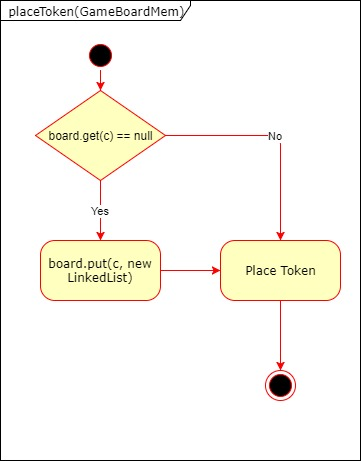 placeToken(GameBoardMem)
board.get(c) == null
No
Yes
board.put(c, new
LinkedList)
Place Token